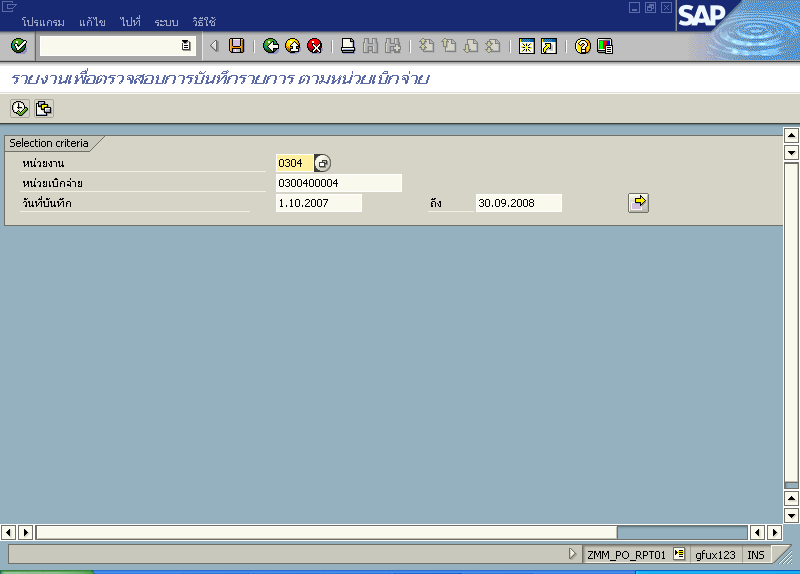 โปรแกรม แก้ไข ไปที่ ระบบ วิธีใช้
SAP
รายงานเพื่อตรวจสอบการบันทึกรายการ ตามหน่วยเบิกจ่าย
Selection criteria
หน่วยงาน 0304
หน่วยเบิกจ่าย 0300400004
วันที่บันทึก 1.10.2007 ถึง 30.09.2008
ZMM_PO_RPT01 gfux123 INS